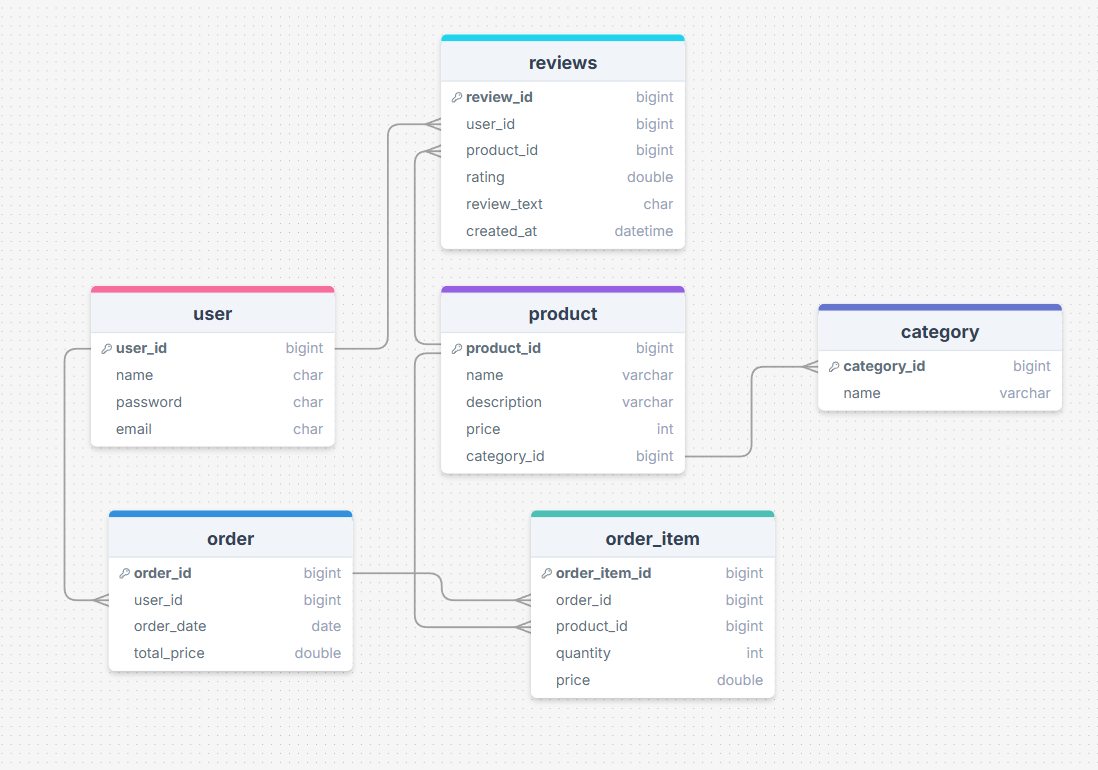 reviews
review_id bigint
user_id bigint
product_id bigint
rating double
review_text char
created_at datetime
user
user_id bigint
name char
password char
email char
product
product_id bigint
name varchar
description varchar
price int
category_id bigint
category
category_id bigint
name varchar
order
order_id bigint
user_id bigint
order_date date
total_price double
order_item
order_item_id bigint
order_id bigint
product_id bigint
quantity int
price double